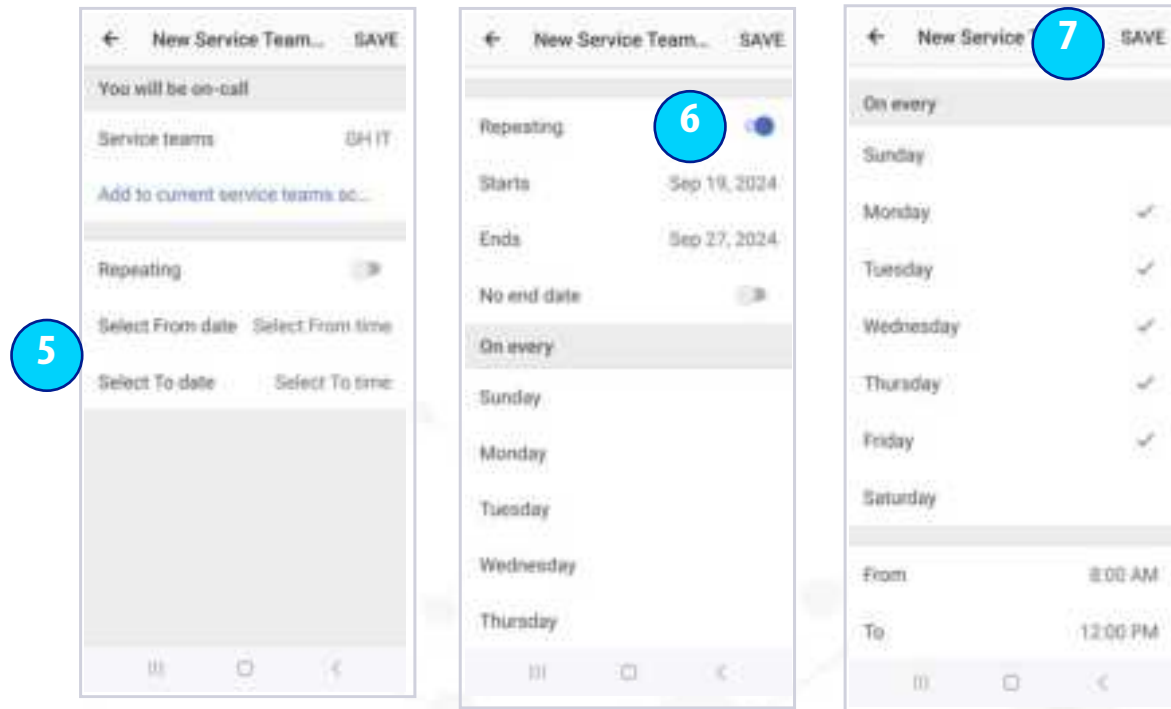 New Service Team... SAVE
You will be on-call
Service teams GH IT
Add to current service teams sc...
Repeating
5
Select From date Select From time
Select To date Select To time
New Service Team... SAVE
6
Repeating
Starts Sep 19, 2024
Ends Sep 27, 2024
No end date
On every
Sunday
Monday
Tuesday
Wednesday
Thursday
7
New Service SAVE
On every
Sunday
Monday
Tuesday
Wednesday
Thursday
Friday
Saturday
From 8:00 AM
To 12:00 PM